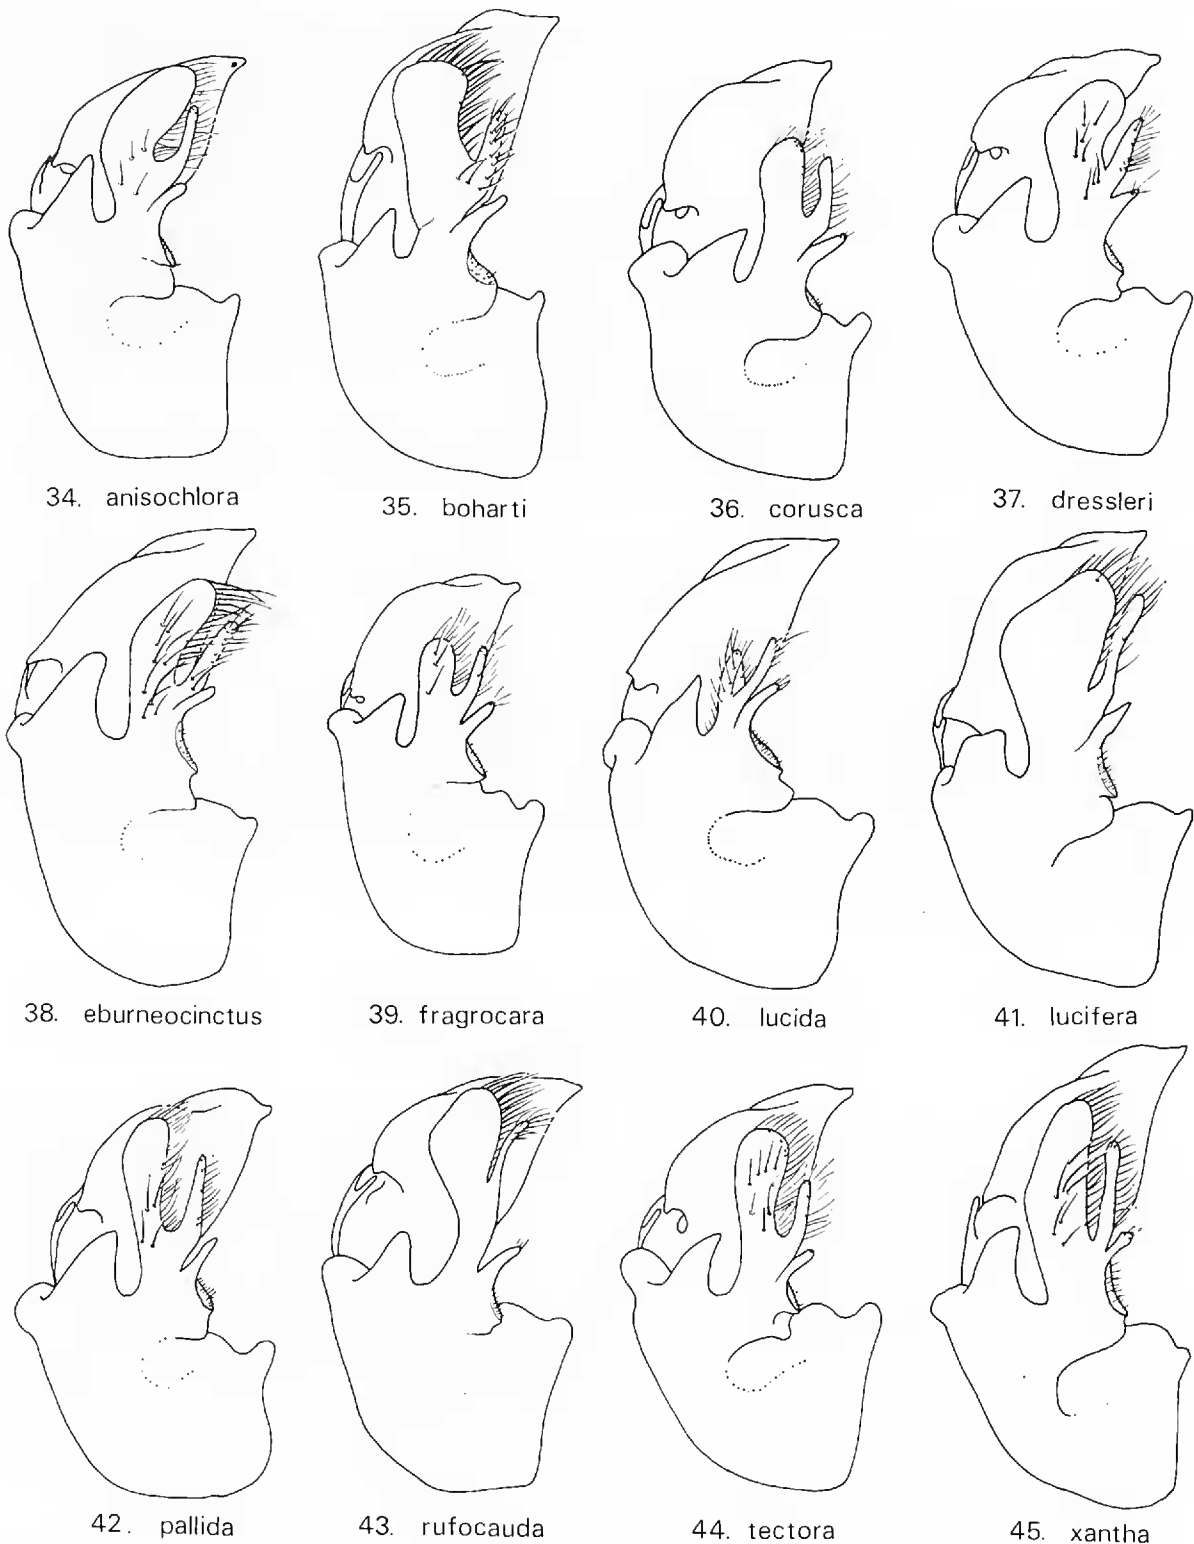 34. anisochlora
35. boharti
36. corusca
37. dressleri
38. eburneocinctus
39. fragrocara
40. lucida
41. lucifera
42. pallida
43. rufocauda
44. tectora
45. xantha